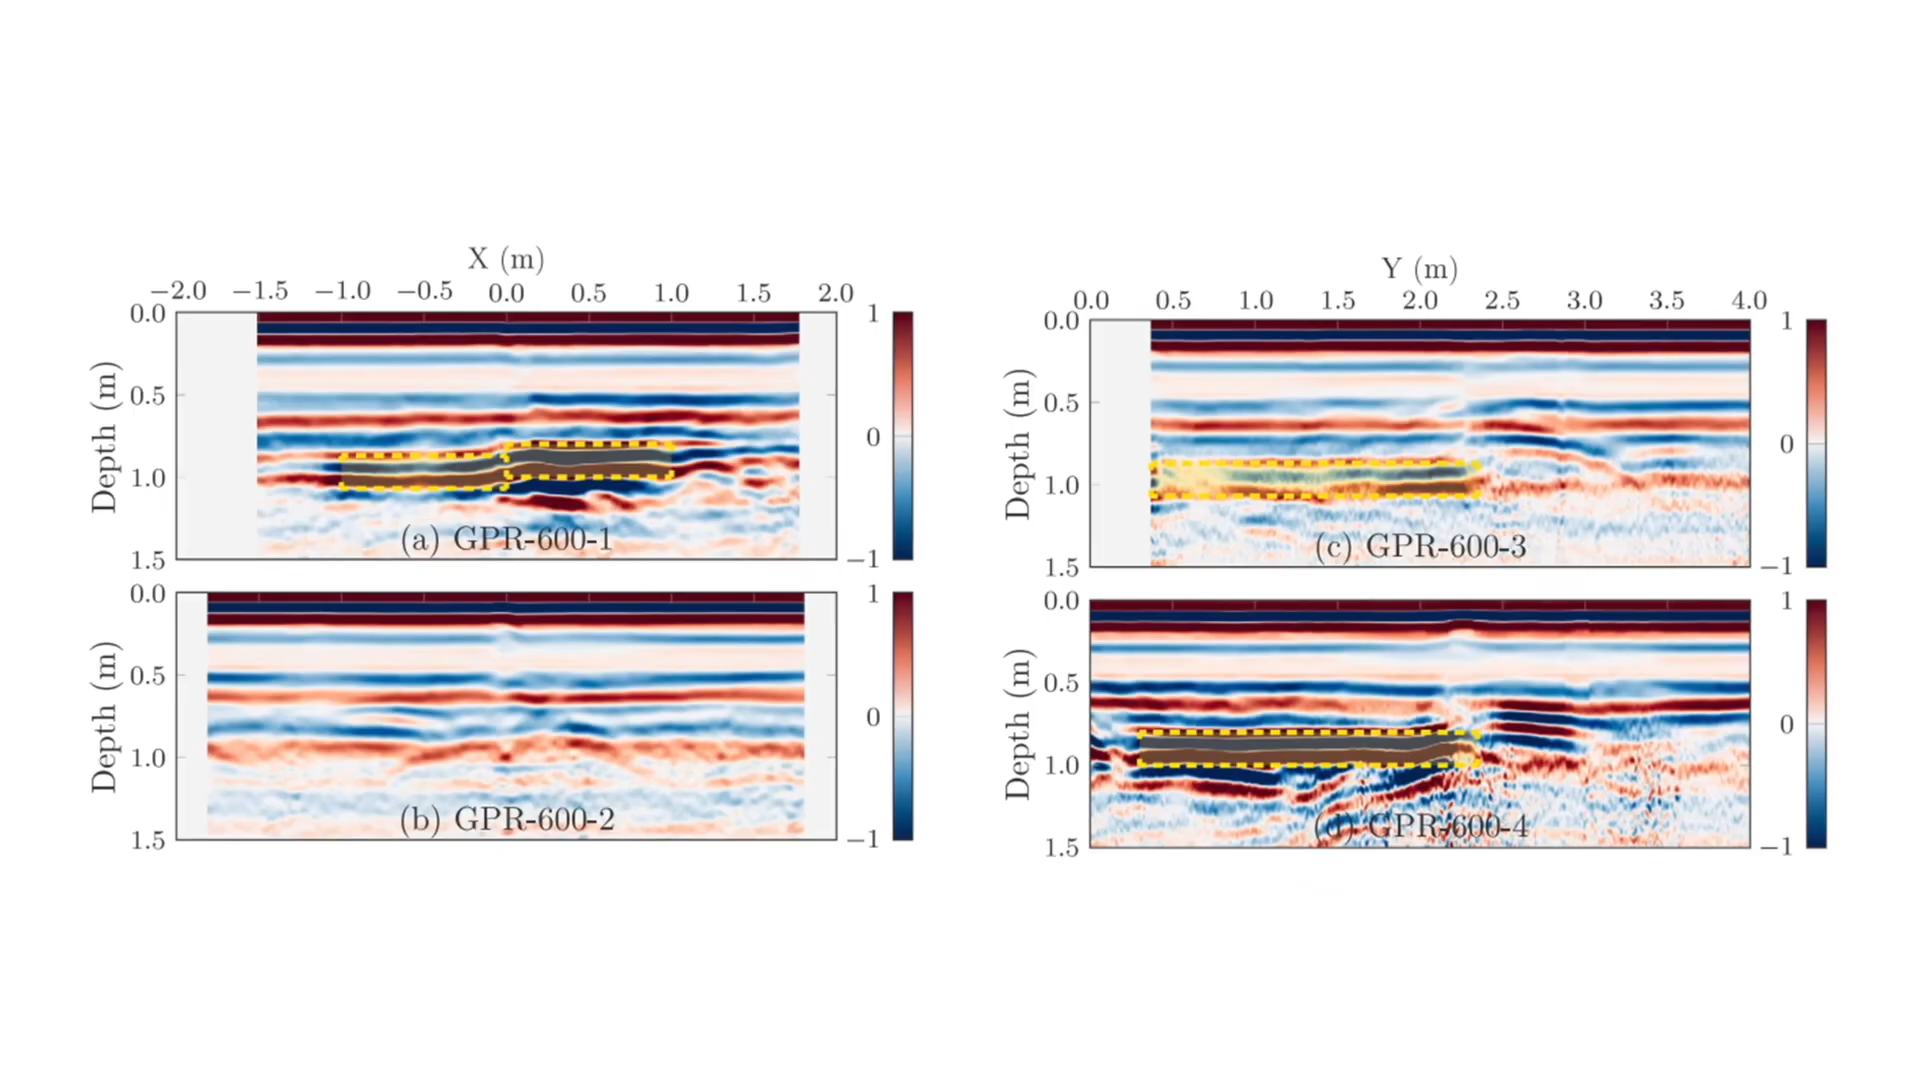 X (m)
−2.0 −1.5 −1.0 −0.5 0.0 0.5 1.0 1.5 2.0
0.0
0.5
1.0
1.5
Depth (m)
(a) GPR-600-1
1
0
−1
0.0
0.5
1.0
1.5
Depth (m)
(b) GPR-600-2
1
0
−1
Y (m)
0.0 0.5 1.0 1.5 2.0 2.5 3.0 3.5 4.0
0.0
0.5
1.0
1.5
Depth (m)
(c) GPR-600-3
1
0
−1
0.0
0.5
1.0
1.5
Depth (m)
(d) GPR-600-4
1
0
−1